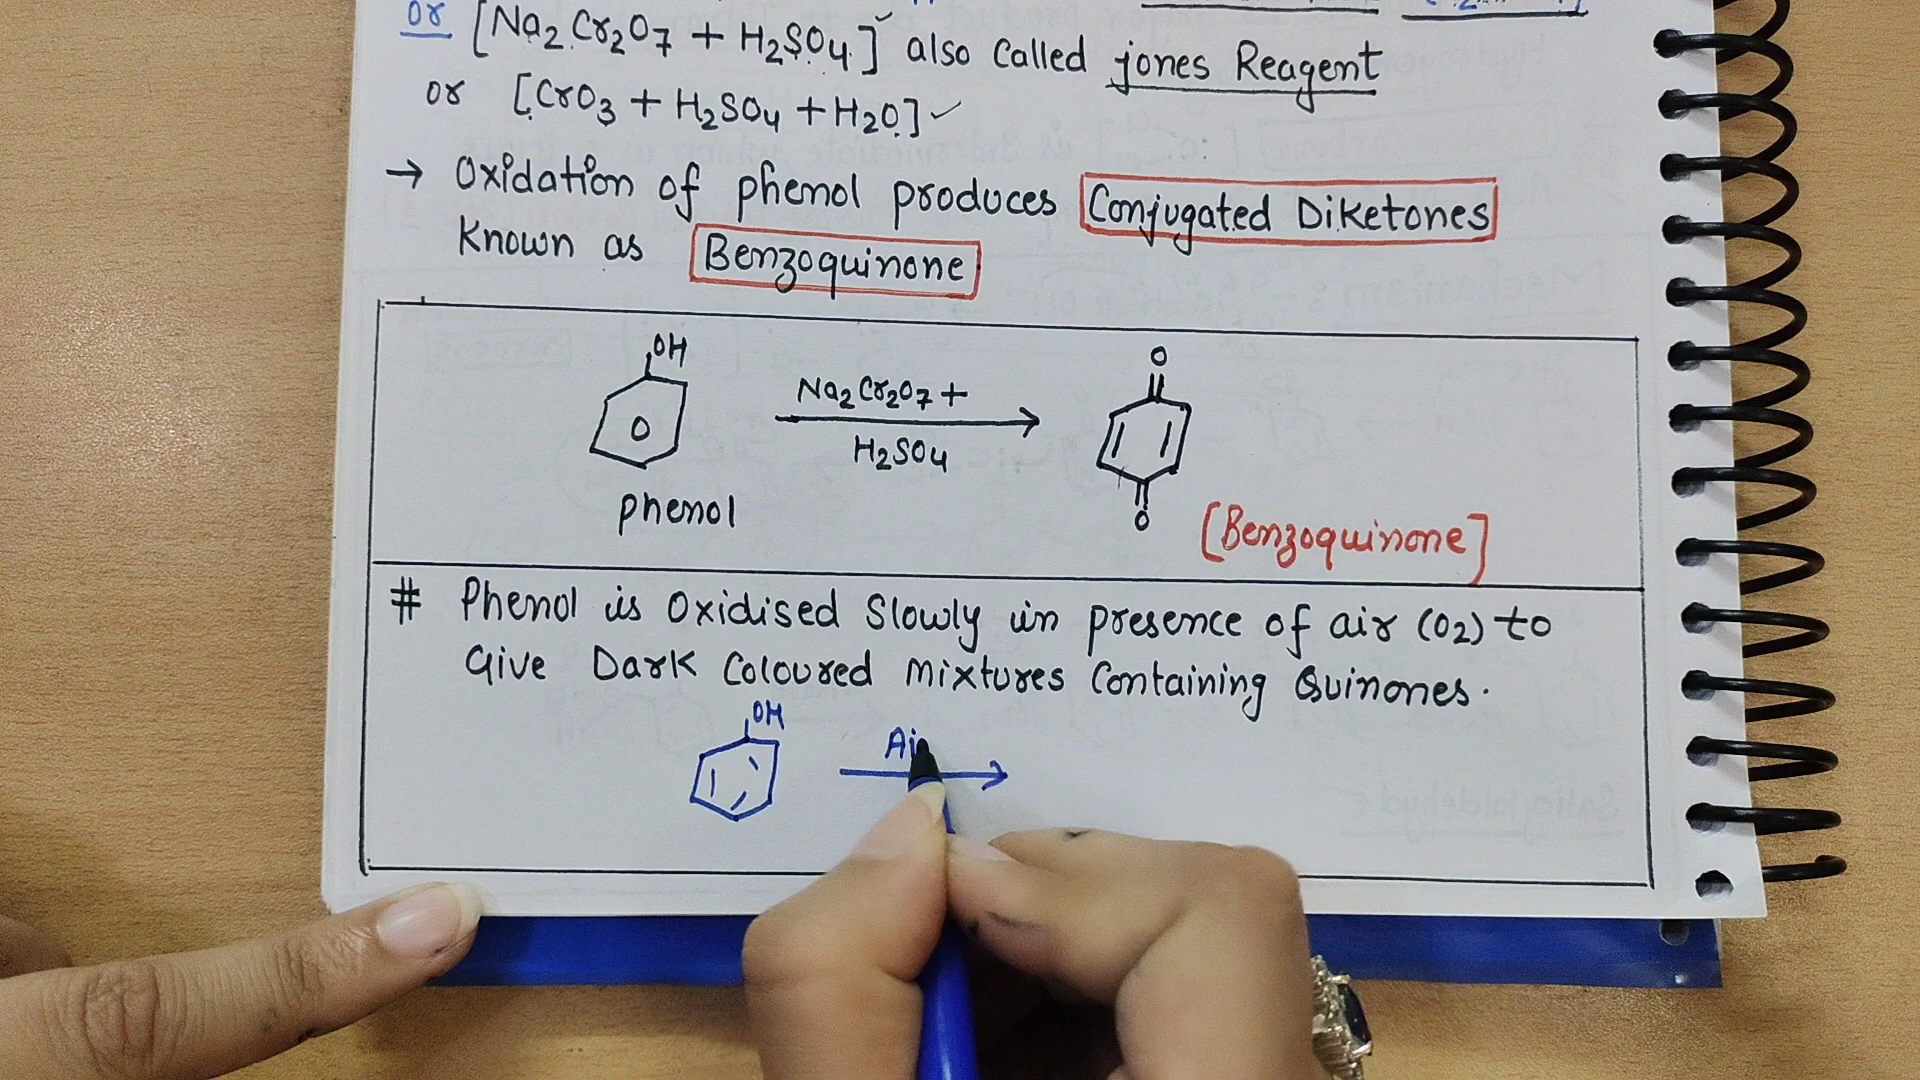 or [Na2Cr2O7 + H2SO4] also Called jones Reagent
or [CrO3 + H2SO4 + H2O]
→ Oxidation of phenol produces Conjugated Diketones
Known as Benzoquinone
OH
Na2Cr2O7 +
H2SO4
phenol
O
O
[Benzoquinone]
# Phenol is Oxidised Slowly in presence of air (O2) to
Give Dark Coloured Mixtures Containing Quinones.
OH
Ai